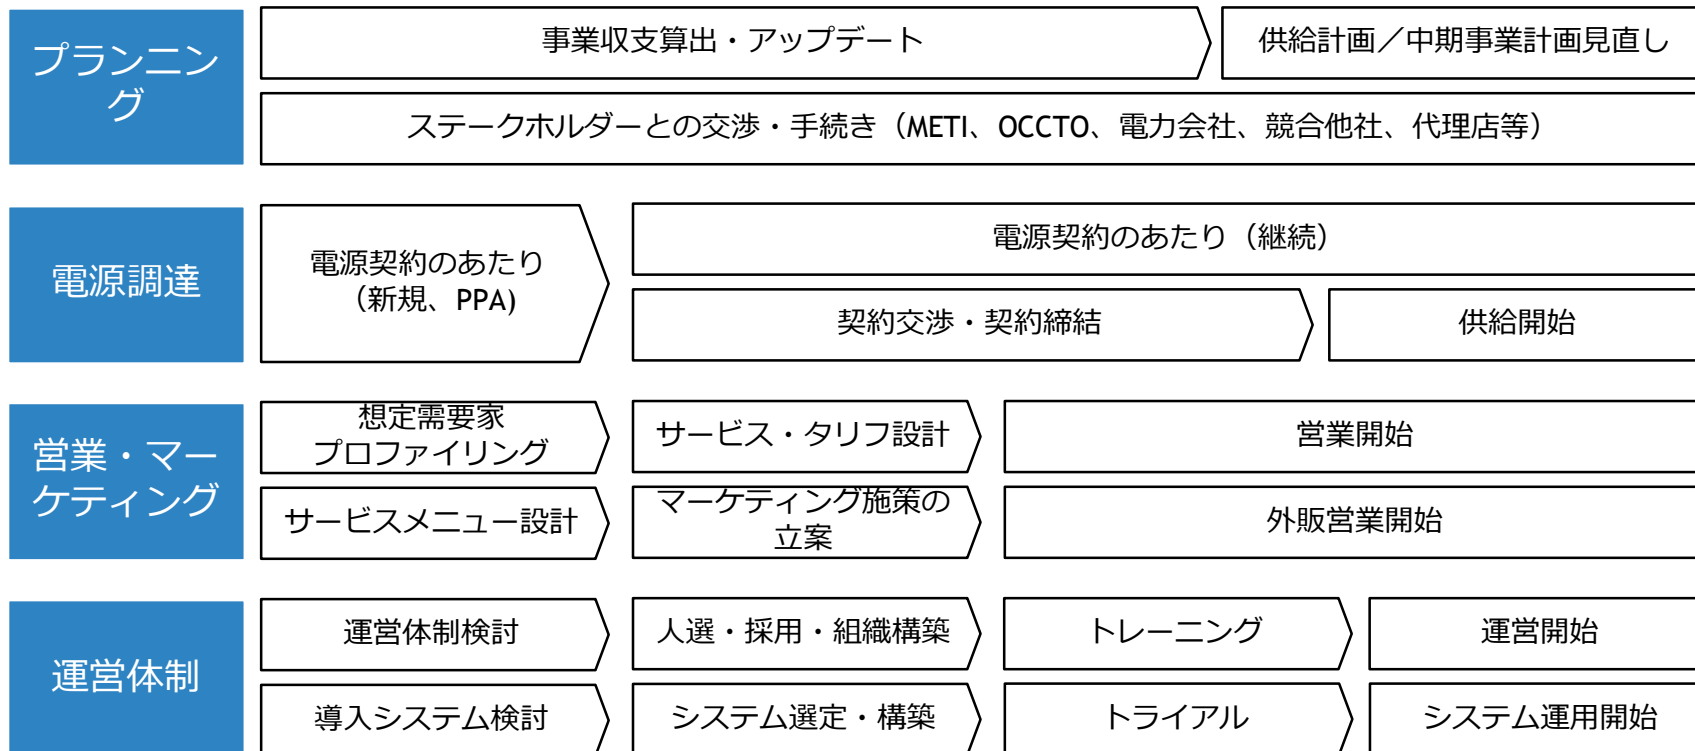 プランニン
グ
事業収支算出・アップデート
供給計画／中期事業計画見直し
ステークホルダーとの交渉・手続き（METI、OCCTO、電力会社、競合他社、代理店等）
電源調達
電源契約のあたり
（新規、PPA)
電源契約のあたり（継続）
契約交渉・契約締結
供給開始
営業・マー
ケティング
想定需要家
プロファイリング
サービス・タリフ設計
営業開始
サービスメニュー設計
マーケティング施策の
立案
外販営業開始
運営体制
運営体制検討
人選・採用・組織構築
トレーニング
運営開始
導入システム検討
システム選定・構築
トライアル
システム運用開始